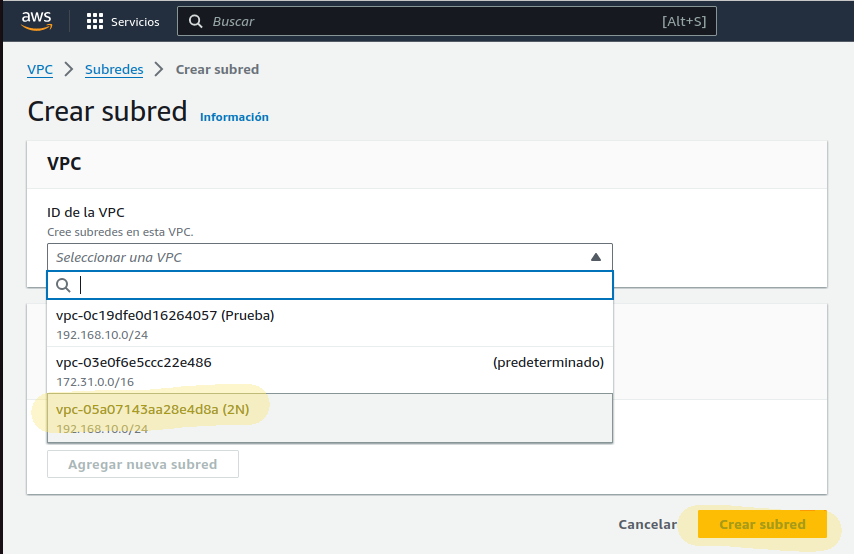 aws
Servicios
Buscar
[Alt+S]
VPC
Subredes
Crear subred
Crear subred
Información
VPC
ID de la VPC
Cree subredes en esta VPC.
Seleccionar una VPC
vpc-0c19dfe0d16264057 (Prueba)
192.168.10.0/24
vpc-03e0f6e5ccc22e486 (predeterminado)
172.31.0.0/16
vpc-05a07143aa28e4d8a (2N)
192.168.10.0/24
Agregar nueva subred
Cancelar
Crear subred